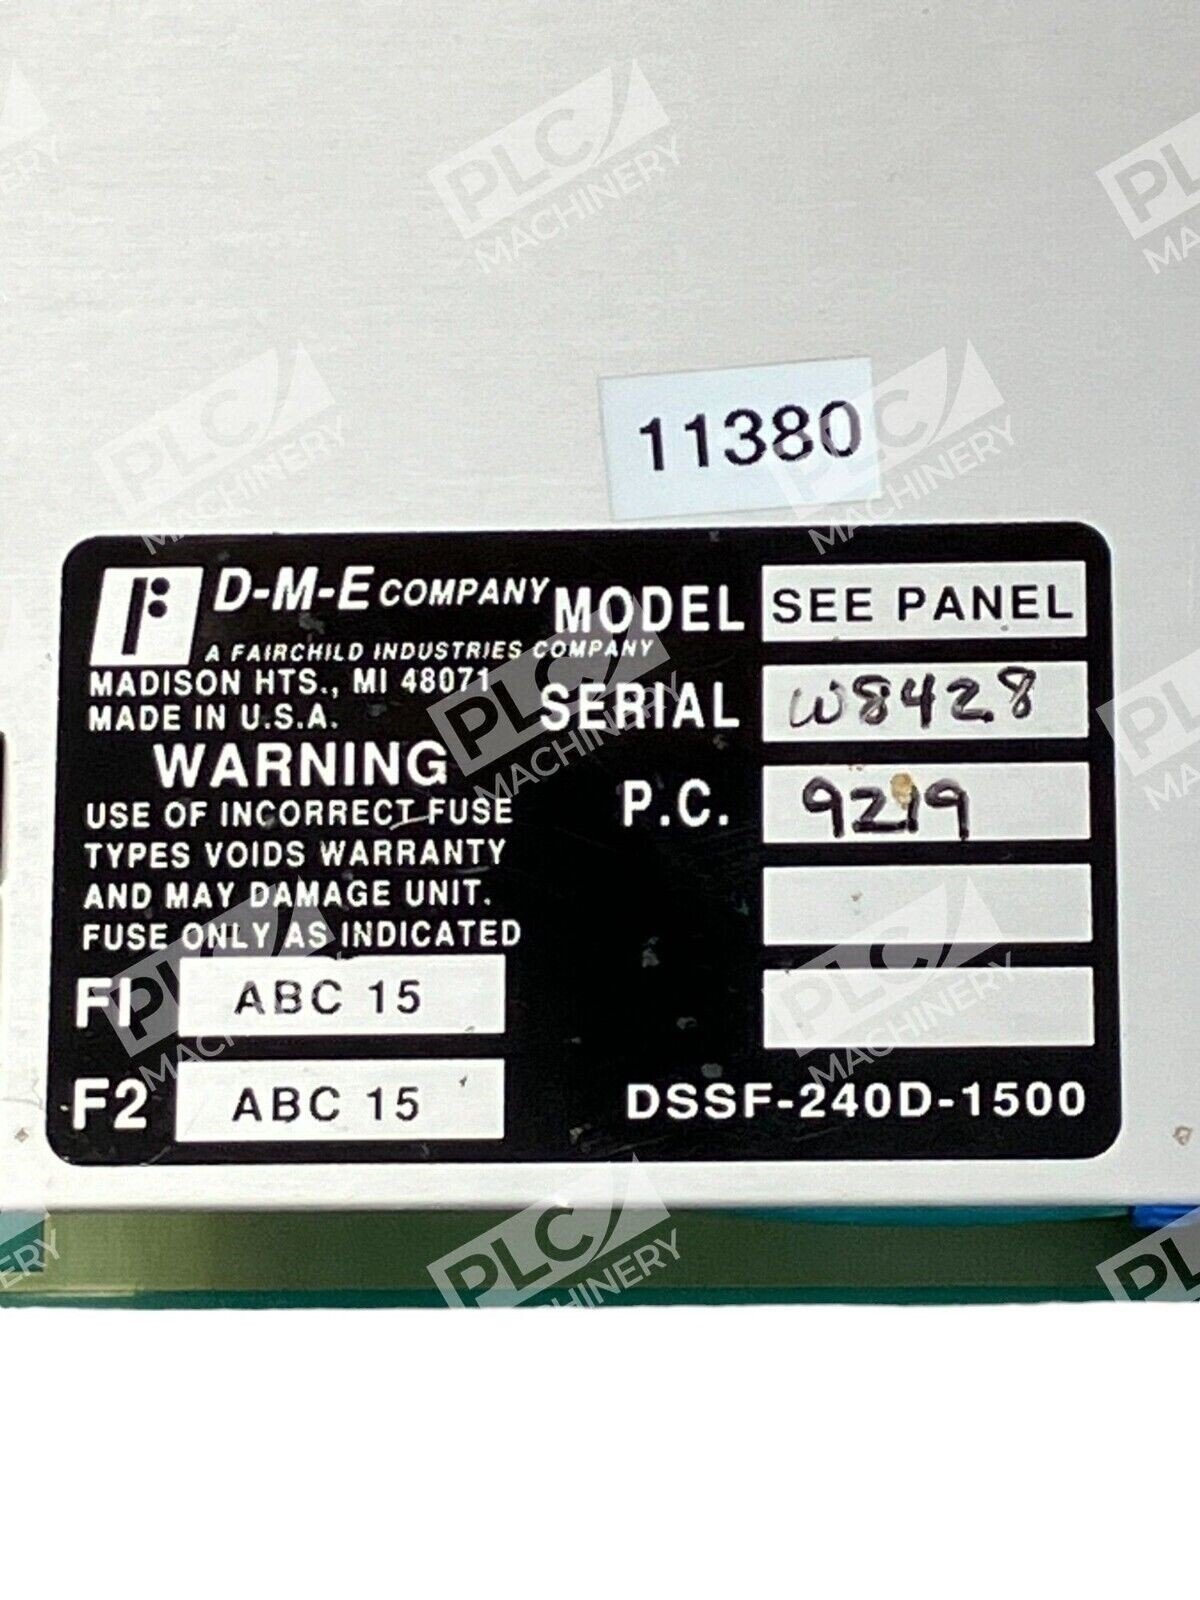 11380
D-M-E COMPANY
A FAIRCHILD INDUSTRIES COMPANY
MADISON HTS., MI 48071
MADE IN U.S.A.
WARNING
USE OF INCORRECT FUSE
TYPES VOIDS WARRANTY
AND MAY DAMAGE UNIT.
FUSE ONLY AS INDICATED
F1 ABC 15
F2 ABC 15
MODEL SEE PANEL
SERIAL W8428
P.C. 9219
DSSF-240D-1500
PLC
MACHINERY